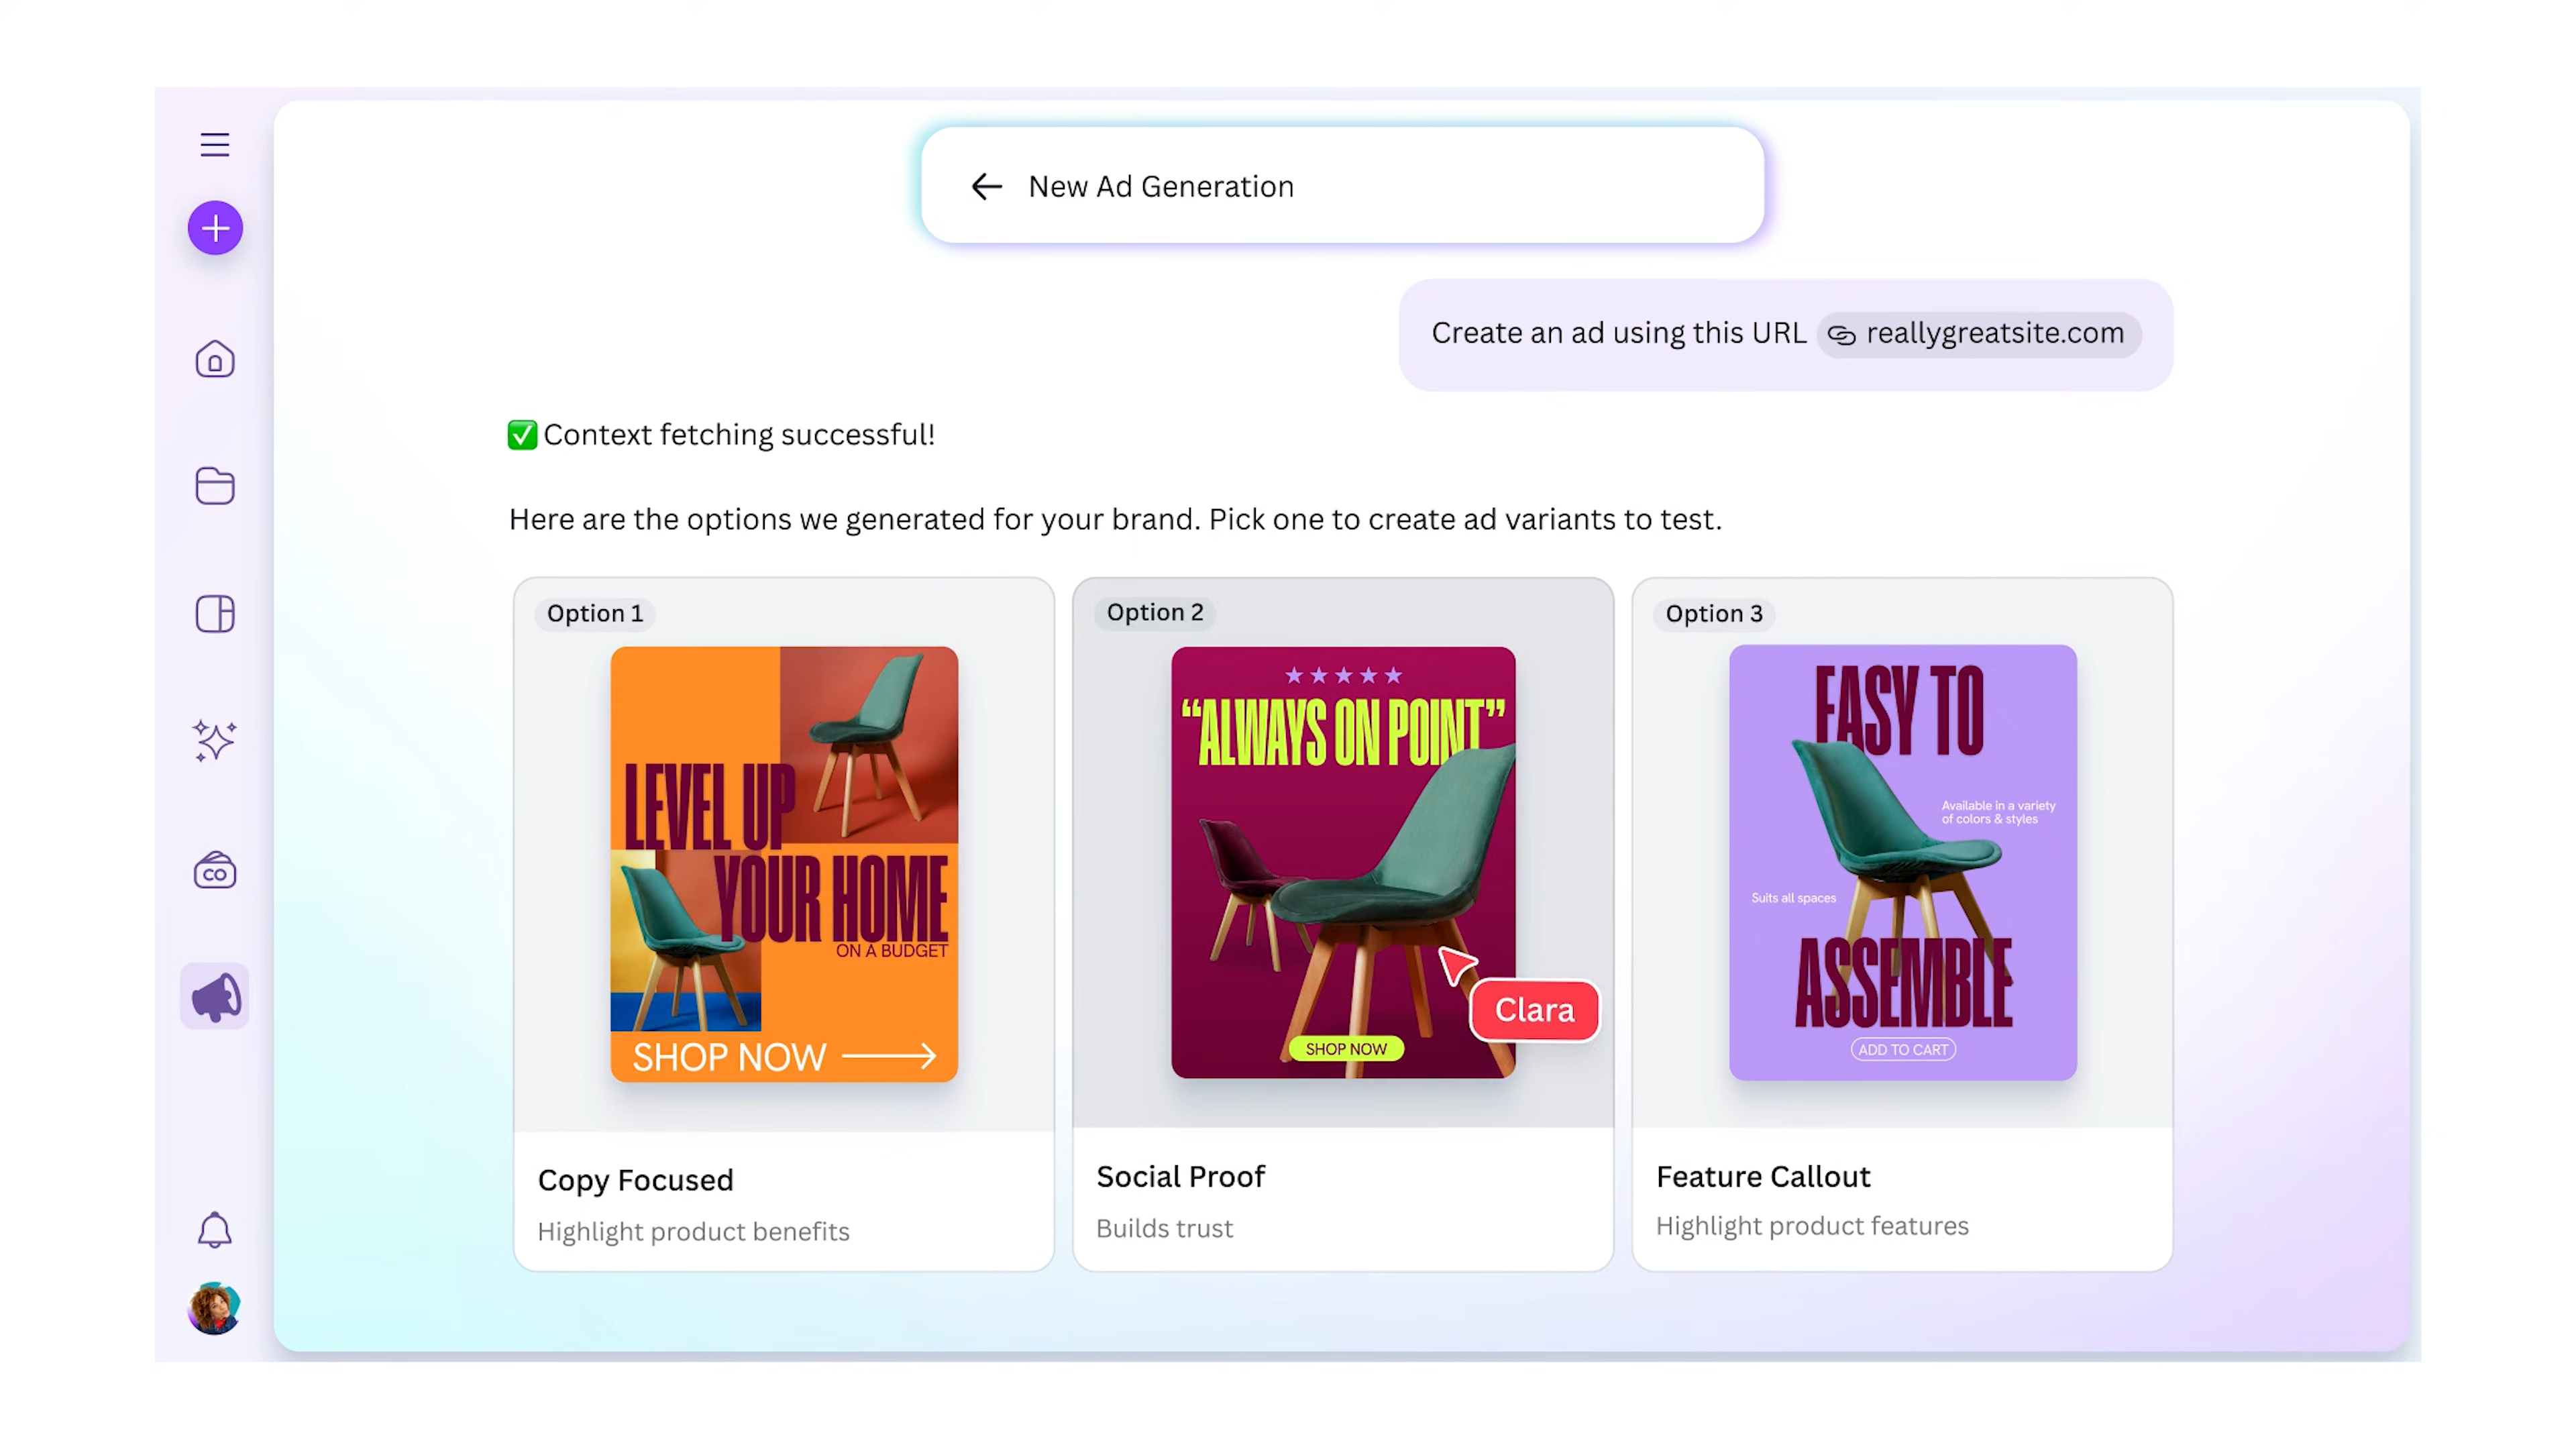 New Ad Generation
Create an ad using this URL reallygreatsite.com
Context fetching successful!
Here are the options we generated for your brand. Pick one to create ad variants to test.
Option 1
LEVEL UP
YOUR HOME
ON A BUDGET
SHOP NOW
Copy Focused
Highlight product benefits
Option 2
“ALWAYS ON POINT”
SHOP NOW
Clara
Social Proof
Builds trust
Option 3
EASY TO
Available in a variety
of colors & styles
Suits all spaces
ASSEMBLE
ADD TO CART
Feature Callout
Highlight product features
CO